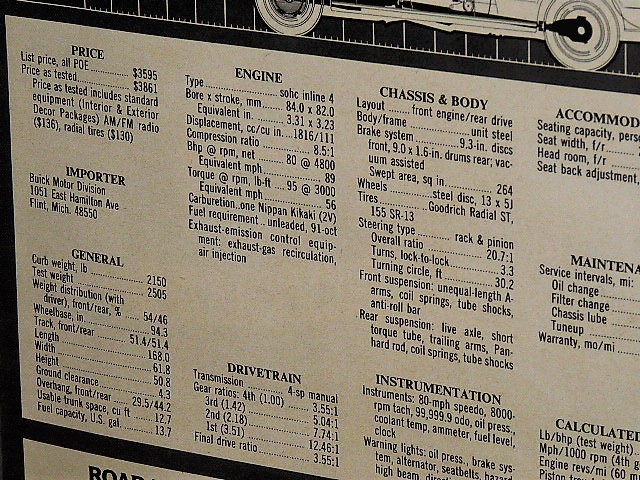 PRICE
List price, all POE $3595
Price as tested $3861
Price as tested includes standard
equipment (Interior & Exterior
Decor Packages) AM/FM radio
($136), radial tires ($130)
IMPORTER
Buick Motor Division
1051 East Hamilton Ave
Flint, Mich. 48550
GENERAL
Curb weight, lb 2150
Test weight 2505
Weight distribution (with
driver), front/rear, % 54/46
Wheelbase, in. 94.3
Track, front/rear 51.4/51.4
Length 168.0
Width 61.8
Height 50.8
Ground clearance 4.3
Overhang, front/rear 29.5/44.2
Usable trunk space, cu ft 12.7
Fuel capacity, U.S. gal. 13.7
ENGINE
Type sohc inline 4
Bore x stroke, mm 84.0 x 82.0
Equivalent in. 3.31 x 3.23
Displacement, cc/cu in. 1816/111
Compression ratio 8.5:1
Bhp @ rpm, net 80 @ 4800
Equivalent mph 89
Torque @ rpm, lb-ft 95 @ 3000
Equivalent mph 56
Carburetion one Nippon Kikaki (2V)
Fuel requirement unleaded, 91-oct
Exhaust-emission control equip-
ment: exhaust-gas recirculation,
air injection
DRIVETRAIN
Transmission 4-sp manual
Gear ratios: 4th (1.00) 3.55:1
3rd (1.42) 5.04:1
2nd (2.18) 7.74:1
1st (3.51) 12.46:1
Final drive ratio 3.55:1
CHASSIS & BODY
Layout front engine/rear drive
Body/frame unit steel
Brake system 9.3-in. discs
front, 9.0 x 1.6-in. drums rear; vac-
uum assisted
Swept area, sq in. 264
Wheels steel disc, 13 x 5J
Tires Goodrich Radial ST,
155 SR-13
Steering type rack & pinion
Overall ratio 20.7:1
Turns, lock-to-lock 3.3
Turning circle, ft 30.2
Front suspension: unequal-length A-
arms, coil springs, tube shocks,
anti-roll bar
Rear suspension: live axle, short
torque tube, trailing arms, Pan-
hard rod, coil springs, tube shocks
INSTRUMENTATION
Instruments: 80-mph speedo, 8000-
rpm tach, 99,999.9 odo, oil press.,
coolant temp, ammeter, fuel level,
clock
Warning lights: oil press., brake sys-
tem, alternator, seatbelts, hazard
high beam,
ACCOMMOD
Seating capacity, pers
Seat width, f/r
Head room, f/r
Seat back adjustment,
MAINTENA
Service intervals, mi:
Oil change
Filter change
Chassis lube
Tuneup
Warranty, mo/mi
CALCULATE
Lb/bhp (test weight)
Mph/1000 rpm (4th g
Engine revs/mi (60 m
ROAD